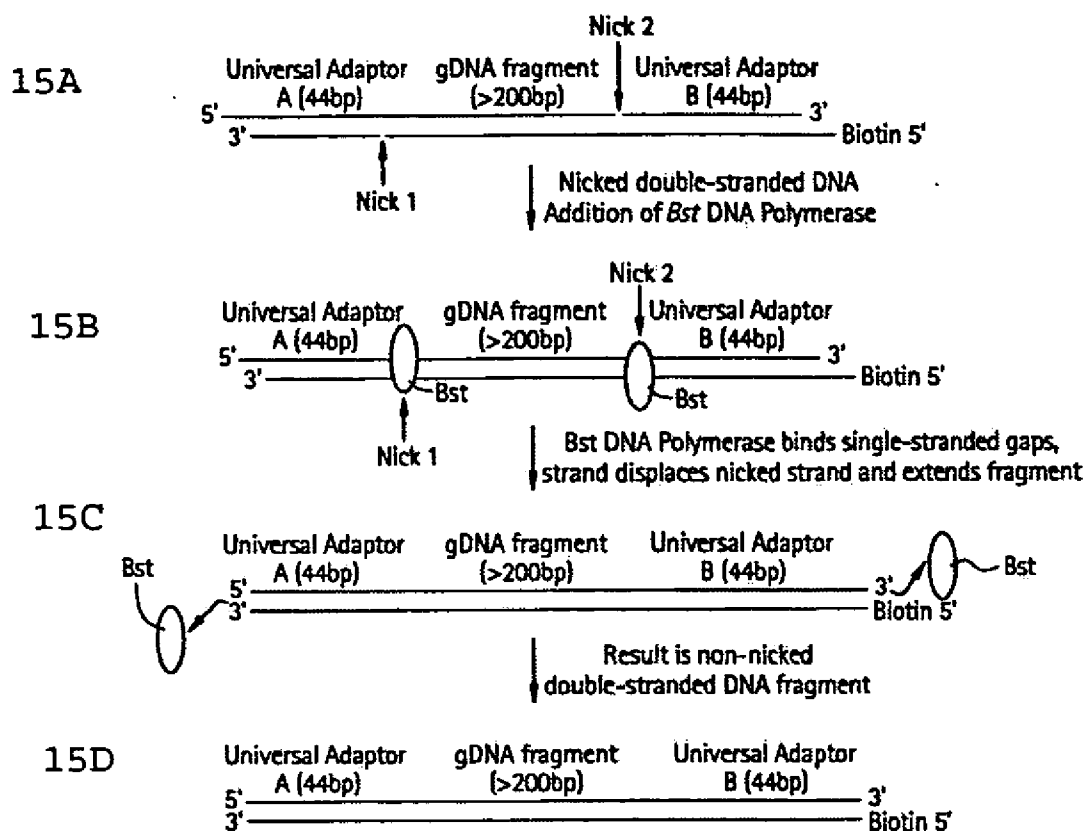 Nick 2
15A
Universal Adaptor gDNA fragment Universal Adaptor
A (44bp) (>200bp) B (44bp)
5' 3'
3' Biotin 5'
Nick 1
Nicked double-stranded DNA
Addition of Bst DNA Polymerase
Nick 2
15B
Universal Adaptor gDNA fragment Universal Adaptor
A (44bp) (>200bp) B (44bp)
5' 3'
3' Biotin 5'
Bst Bst
Nick 1
Bst DNA Polymerase binds single-stranded gaps,
strand displaces nicked strand and extends fragment
15C
Universal Adaptor gDNA fragment Universal Adaptor
Bst A (44bp) (>200bp) B (44bp) Bst
5' 3'
3' Biotin 5'
Result is non-nicked
double-stranded DNA fragment
15D
Universal Adaptor gDNA fragment Universal Adaptor
A (44bp) (>200bp) B (44bp)
5' 3'
3' Biotin 5'